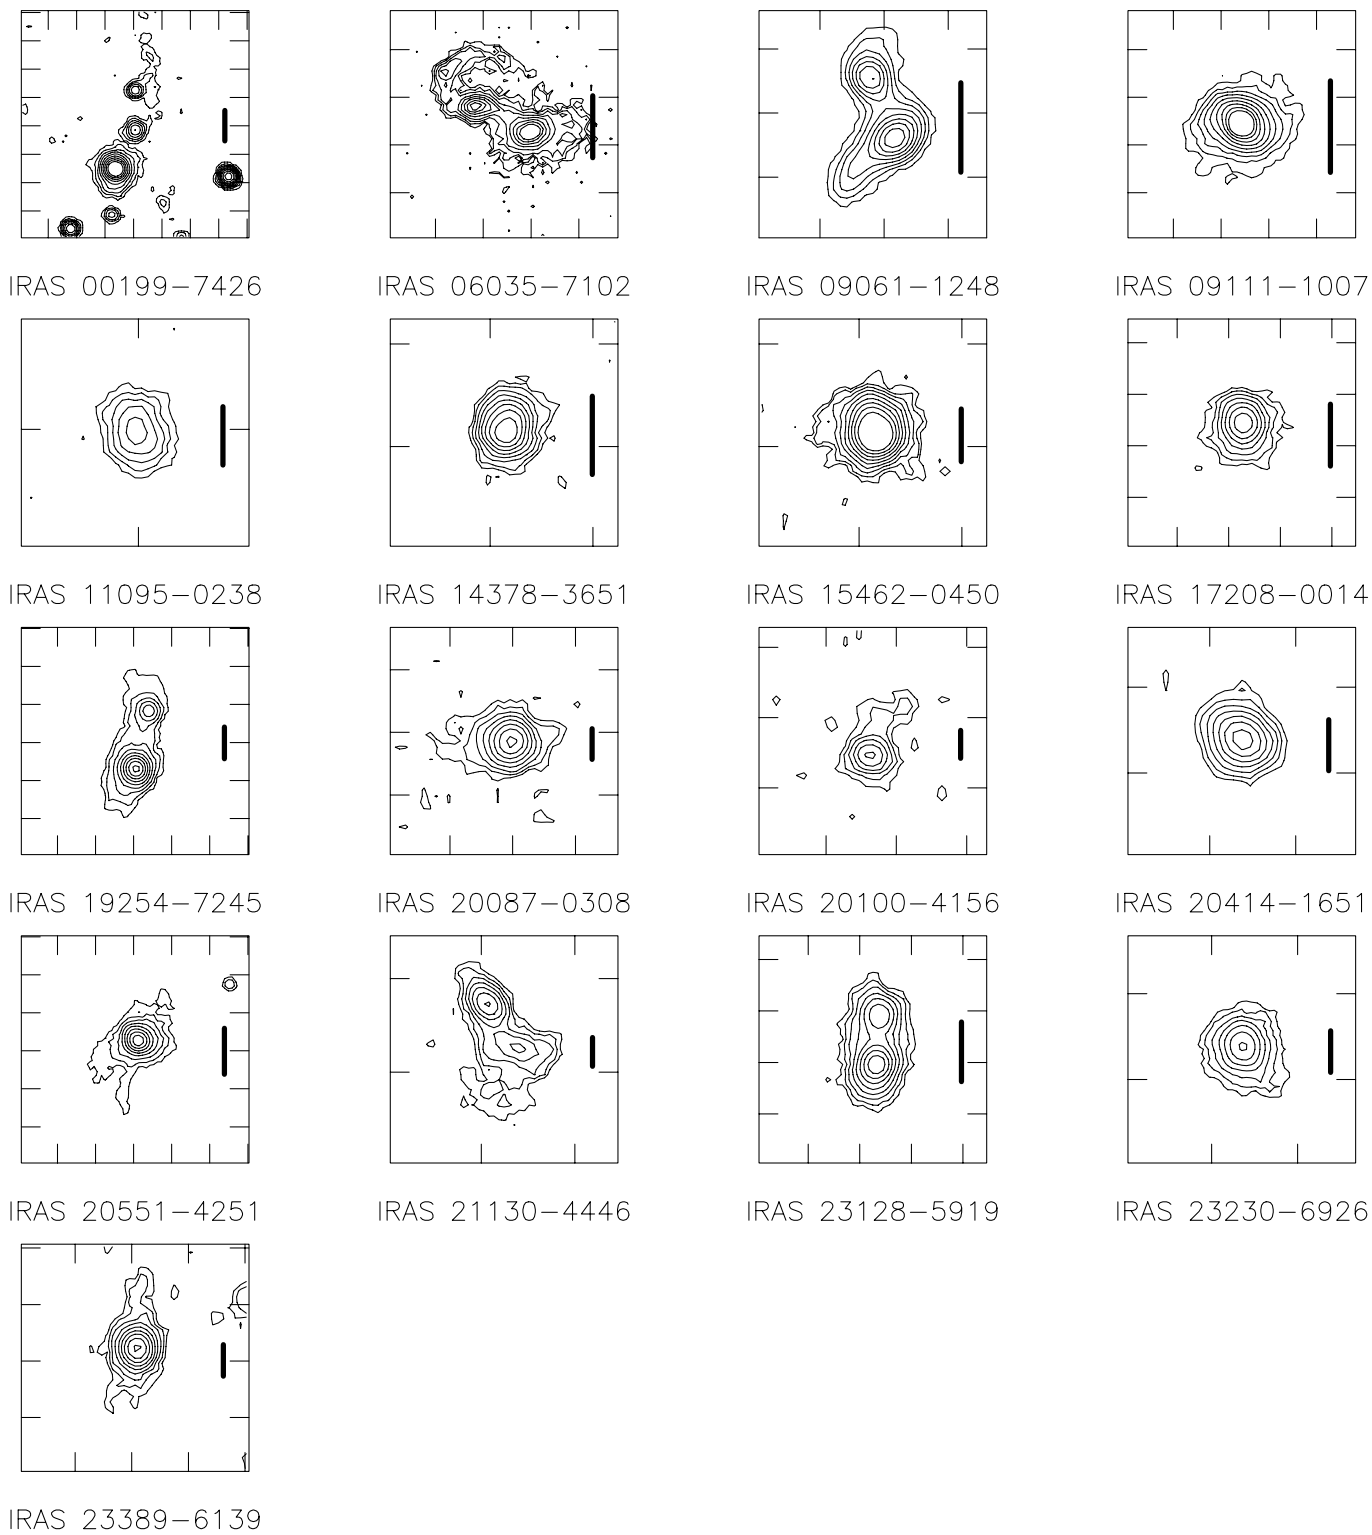 IRAS 00199-7426 IRAS 06035-7102 IRAS 09061-1248 IRAS 09111-1007
IRAS 11095-0238 IRAS 14378-3651 IRAS 15462-0450 IRAS 17208-0014
IRAS 19254-7245 IRAS 20087-0308 IRAS 20100-4156 IRAS 20414-1651
IRAS 20551-4251 IRAS 21130-4446 IRAS 23128-5919 IRAS 23230-6926
IRAS 23389-6139